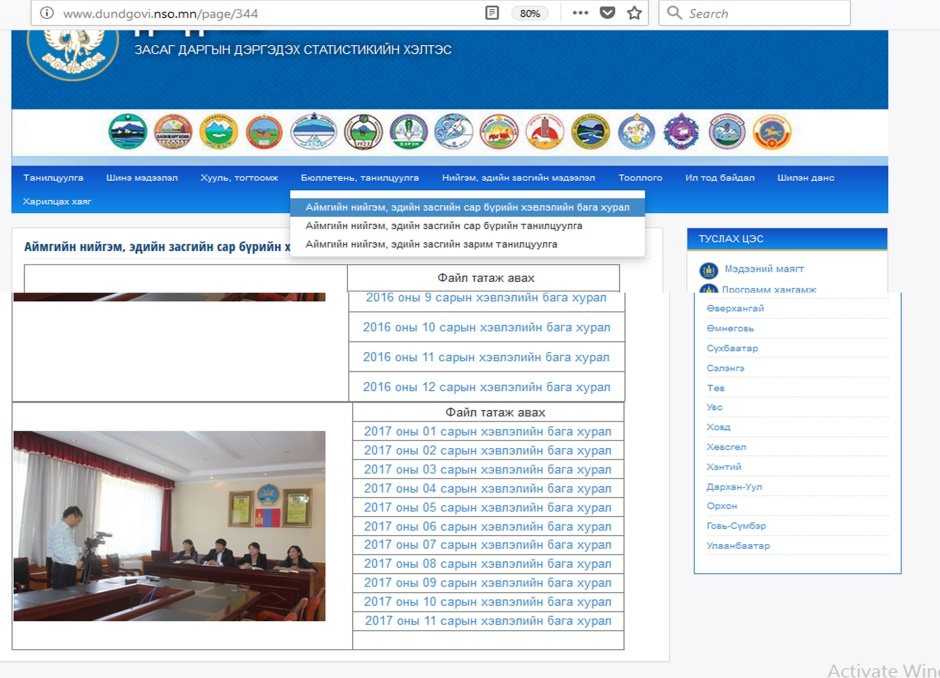 www.dundgovi.nso.mn/page/344
80%
Search
ЗАСАГ ДАРГЫН ДЭРГЭДЭХ СТАТИСТИКИЙН ХЭЛТЭС
Танилцуулга Шинэ мэдээлэл Хууль, тогтоомж Бюллетень, танилцуулга Нийгэм, эдийн засгийн мэдээлэл Тооллого Ил тод байдал Шилэн данс
Харилцах хаяг
Аймгийн нийгэм, эдийн засгийн сар бүрийн хэвлэлийн бага хурал
Аймгийн нийгэм, эдийн засгийн сар бүрийн танилцуулга
Аймгийн нийгэм, эдийн засгийн зарим танилцуулга
Аймгийн нийгэм, эдийн засгийн сар бүрийн х
Файл татаж авах
2016 оны 9 сарын хэвлэлийн бага хурал
2016 оны 10 сарын хэвлэлийн бага хурал
2016 оны 11 сарын хэвлэлийн бага хурал
2016 оны 12 сарын хэвлэлийн бага хурал
Файл татаж авах
2017 оны 01 сарын хэвлэлийн бага хурал
2017 оны 02 сарын хэвлэлийн бага хурал
2017 оны 03 сарын хэвлэлийн бага хурал
2017 оны 04 сарын хэвлэлийн бага хурал
2017 оны 05 сарын хэвлэлийн бага хурал
2017 оны 06 сарын хэвлэлийн бага хурал
2017 оны 07 сарын хэвлэлийн бага хурал
2017 оны 08 сарын хэвлэлийн бага хурал
2017 оны 09 сарын хэвлэлийн бага хурал
2017 оны 10 сарын хэвлэлийн бага хурал
2017 оны 11 сарын хэвлэлийн бага хурал
ТУСЛАХ ЦЭС
Мэдээний маягт
Программ хангамж
Өвөрхангай
Өмнөговь
Сүхбаатар
Сэлэнгэ
Төв
Увс
Ховд
Хөвсгөл
Хэнтий
Дархан-Уул
Орхон
Говь-Сүмбэр
Улаанбаатар
Activate Win